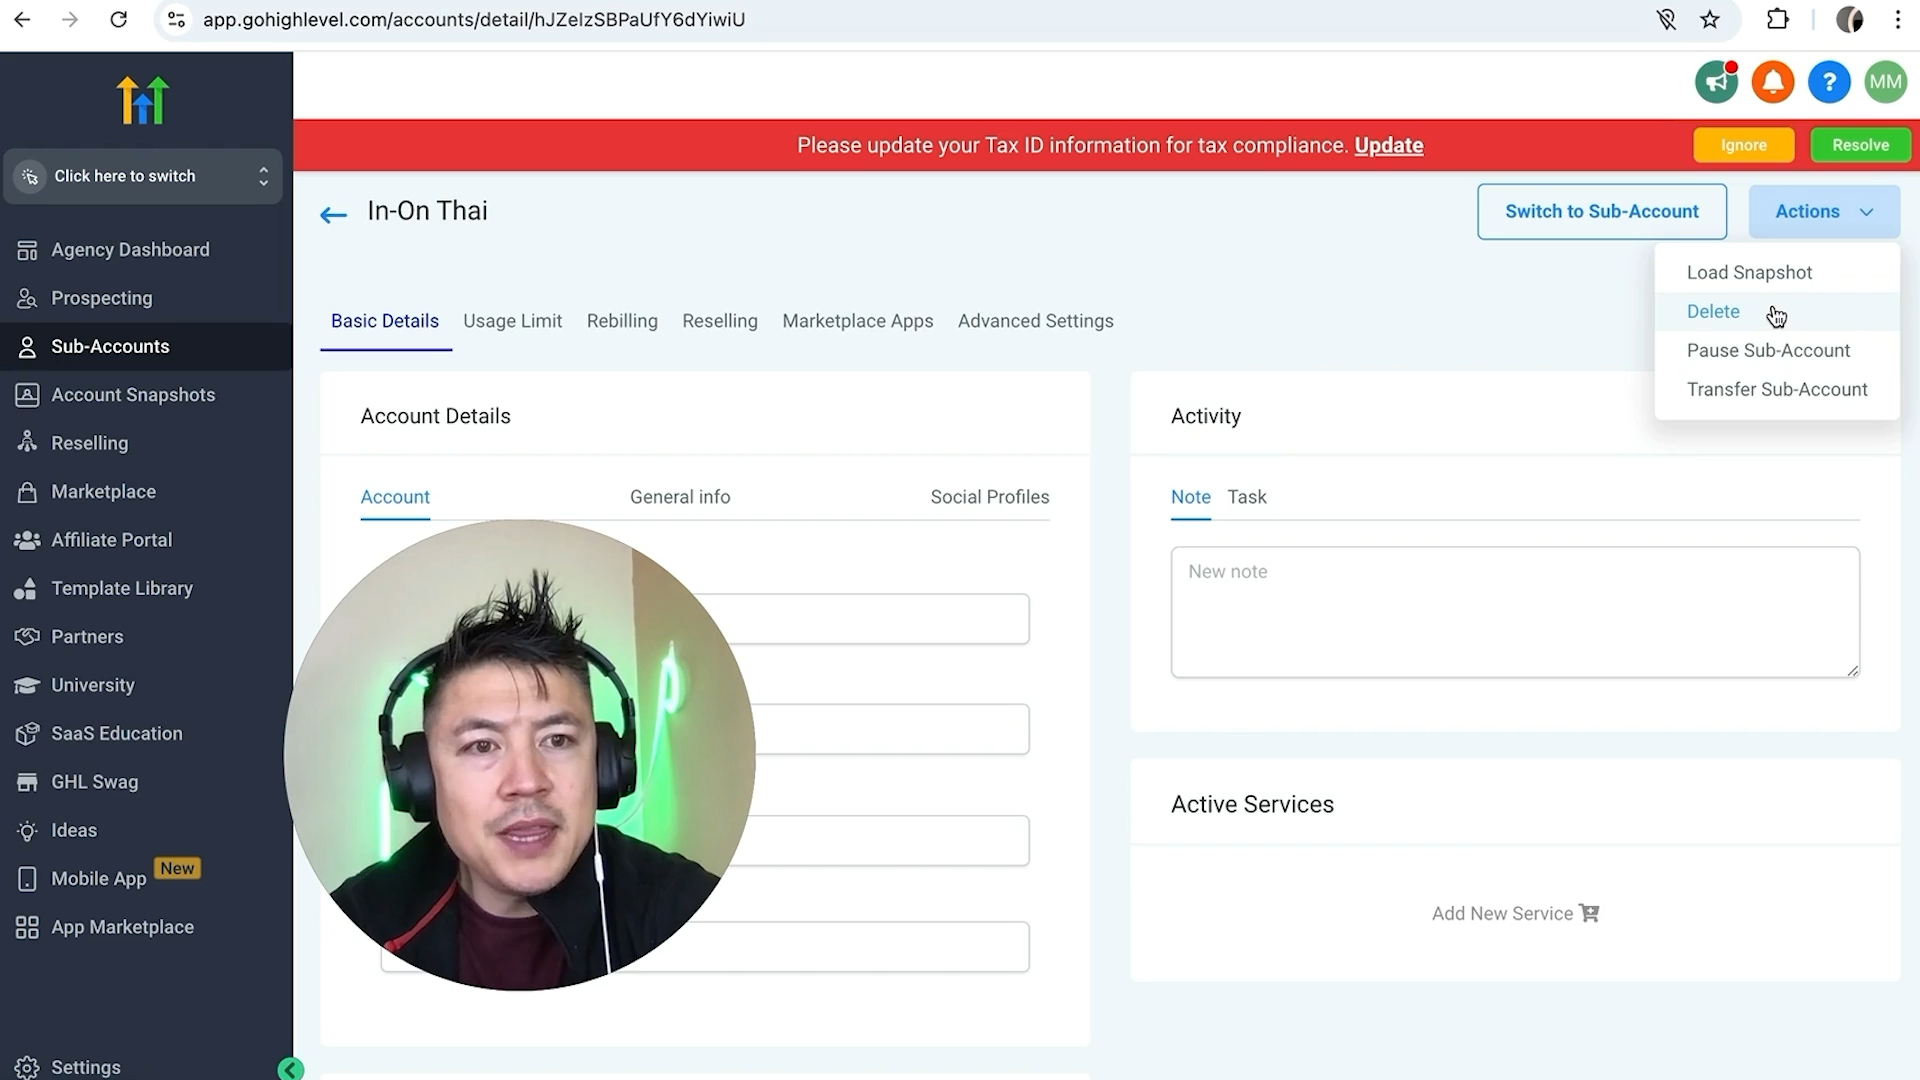 app.gohighlevel.com/accounts/detail/hJZelzSBPaUfY6dYiwiU
?
MM
Please update your Tax ID information for tax compliance. Update
Ignore
Resolve
Click here to switch
In-On Thai
Switch to Sub-Account
Actions
Load Snapshot
Delete
Pause Sub-Account
Transfer Sub-Account
Agency Dashboard
Prospecting
Sub-Accounts
Account Snapshots
Reselling
Marketplace
Affiliate Portal
Template Library
Partners
University
SaaS Education
GHL Swag
Ideas
Mobile App New
App Marketplace
Settings
Basic Details Usage Limit Rebilling Reselling Marketplace Apps Advanced Settings
Account Details
Account General info Social Profiles
Activity
Note Task
New note
Active Services
Add New Service